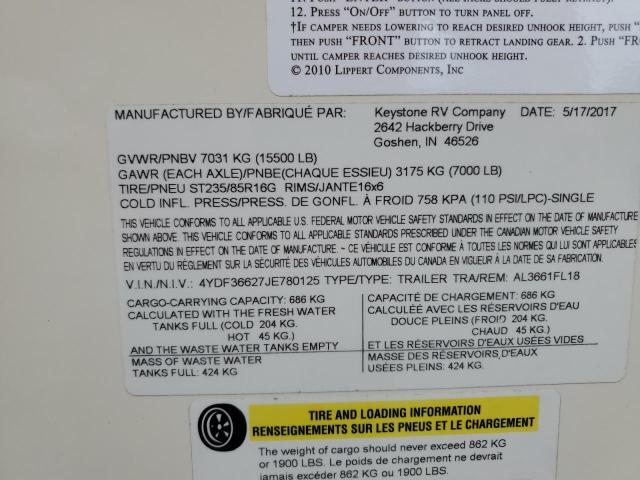 12. PRESS "ON/OFF" BUTTON TO TURN PANEL OFF.
†IF CAMPER NEEDS LOWERING TO REACH DESIRED UNHOOK HEIGHT, PUSH "
THEN PUSH "FRONT" BUTTON TO RETRACT LANDING GEAR. 2. PUSH "FR
UNTIL CAMPER REACHES DESIRED UNHOOK HEIGHT.
© 2010 LIPPERT COMPONENTS, INC
MANUFACTURED BY/FABRIQUÉ PAR: Keystone RV Company DATE: 5/17/2017
2642 Hackberry Drive
Goshen, IN 46526
GVWR/PNBV 7031 KG (15500 LB)
GAWR (EACH AXLE)/PNBE(CHAQUE ESSIEU) 3175 KG (7000 LB)
TIRE/PNEU ST235/85R16G RIMS/JANTE16x6
COLD INFL. PRESS/PRESS. DE GONFL. À FROID 758 KPA (110 PSI/LPC)-SINGLE
THIS VEHICLE CONFORMS TO ALL APPLICABLE U.S. FEDERAL MOTOR VEHICLE SAFETY STANDARDS IN EFFECT ON THE DATE OF MANUFACTURE
SHOWN ABOVE. THIS VEHICLE CONFORMS TO ALL APPLICABLE STANDARDS PRESCRIBED UNDER THE CANADIAN MOTOR VEHICLE SAFETY
REGULATIONS IN EFFECT ON THE DATE OF MANUFACTURE. - CE VÉHICULE EST CONFORME À TOUTES LES NORMES QUI LUI SONT APPLICABLES
EN VERTU DU RÈGLEMENT SUR LA SÉCURITÉ DES VÉHICULES AUTOMOBILES DU CANADA EN VIGUEUR À LA DATE DE SA FABRICATION.
V.I.N./N.I.V.: 4YDF36627JE780125 TYPE/TYPE: TRAILER TRA/REM: AL3661FL18
CARGO-CARRYING CAPACITY: 686 KG
CALCULATED WITH THE FRESH WATER
TANKS FULL (COLD 204 KG.
HOT 45 KG.)
AND THE WASTE WATER TANKS EMPTY
MASS OF WASTE WATER
TANKS FULL: 424 KG
CAPACITÉ DE CHARGEMENT: 686 KG
CALCULÉE AVEC LES RÉSERVOIRS D'EAU
DOUCE PLEINS (FROID 204 KG.
CHAUD 45 KG.)
ET LES RÉSERVOIRS D'EAUX USÉES VIDES
MASSE DES RÉSERVOIRS D'EAUX
USÉES PLEINS: 424 KG
TIRE AND LOADING INFORMATION
RENSEIGNEMENTS SUR LES PNEUS ET LE CHARGEMENT
The weight of cargo should never exceed 862 KG
or 1900 LBS. Le poids de chargement ne devrait
jamais excéder 862 KG ou 1900 LBS.